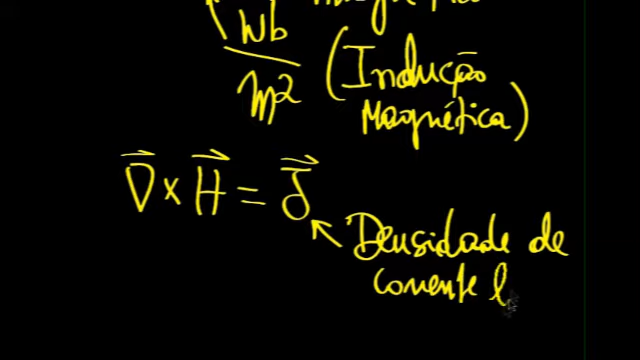 Wb
m²
(Indução
Magnética)
∇⃗ × H⃗ = J⃗
Densidade de
corrente